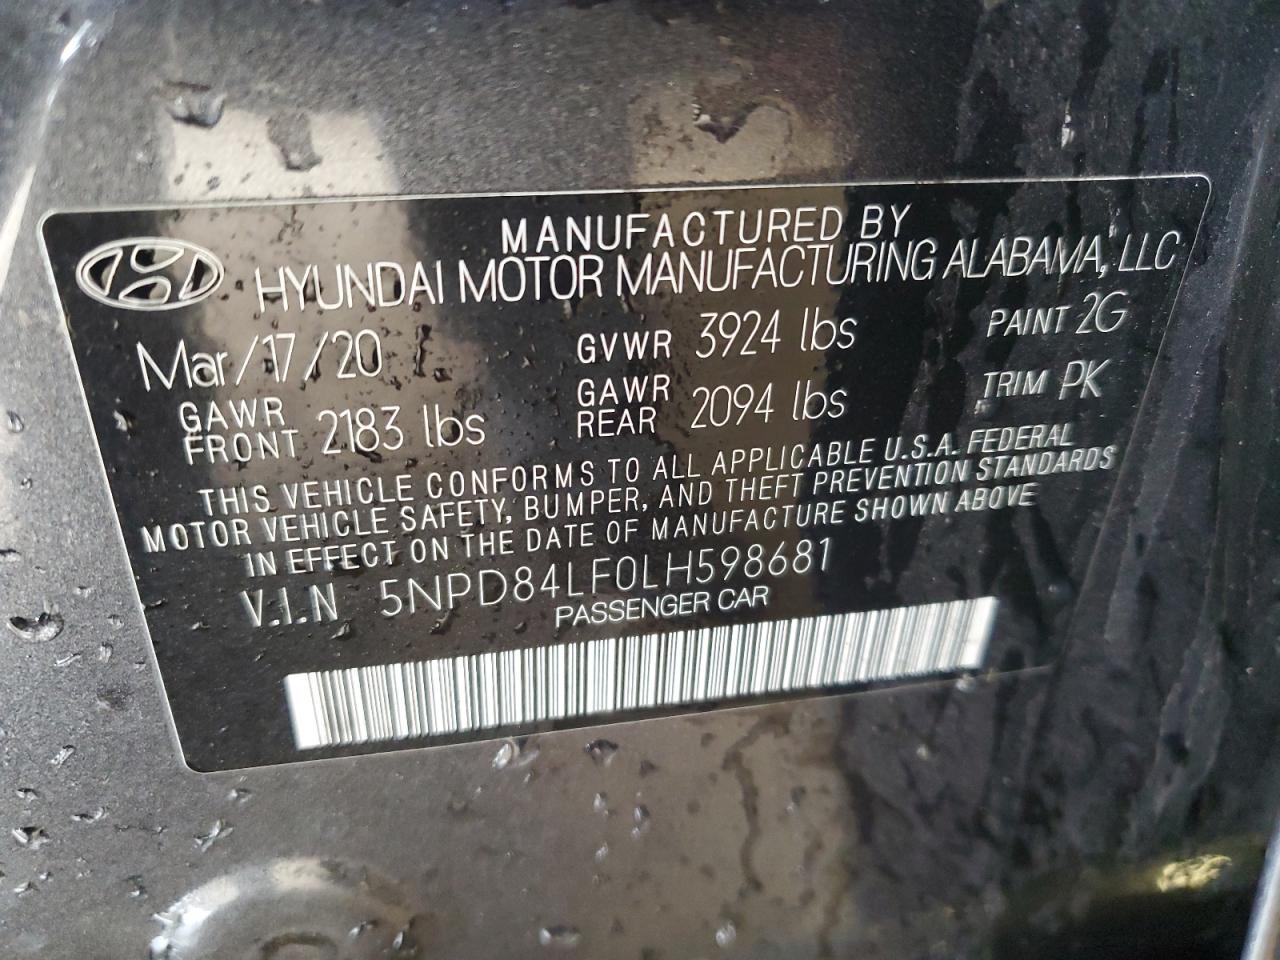 MANUFACTURED BY
HYUNDAI MOTOR MANUFACTURING ALABAMA, LLC
Mar/17/20 GVWR 3924 lbs PAINT 2G
GAWR FRONT 2183 lbs GAWR REAR 2094 lbs TRIM PK
THIS VEHICLE CONFORMS TO ALL APPLICABLE U.S.A. FEDERAL
MOTOR VEHICLE SAFETY, BUMPER, AND THEFT PREVENTION STANDARDS
IN EFFECT ON THE DATE OF MANUFACTURE SHOWN ABOVE
V.I.N 5NPD84LF0LH598681
PASSENGER CAR